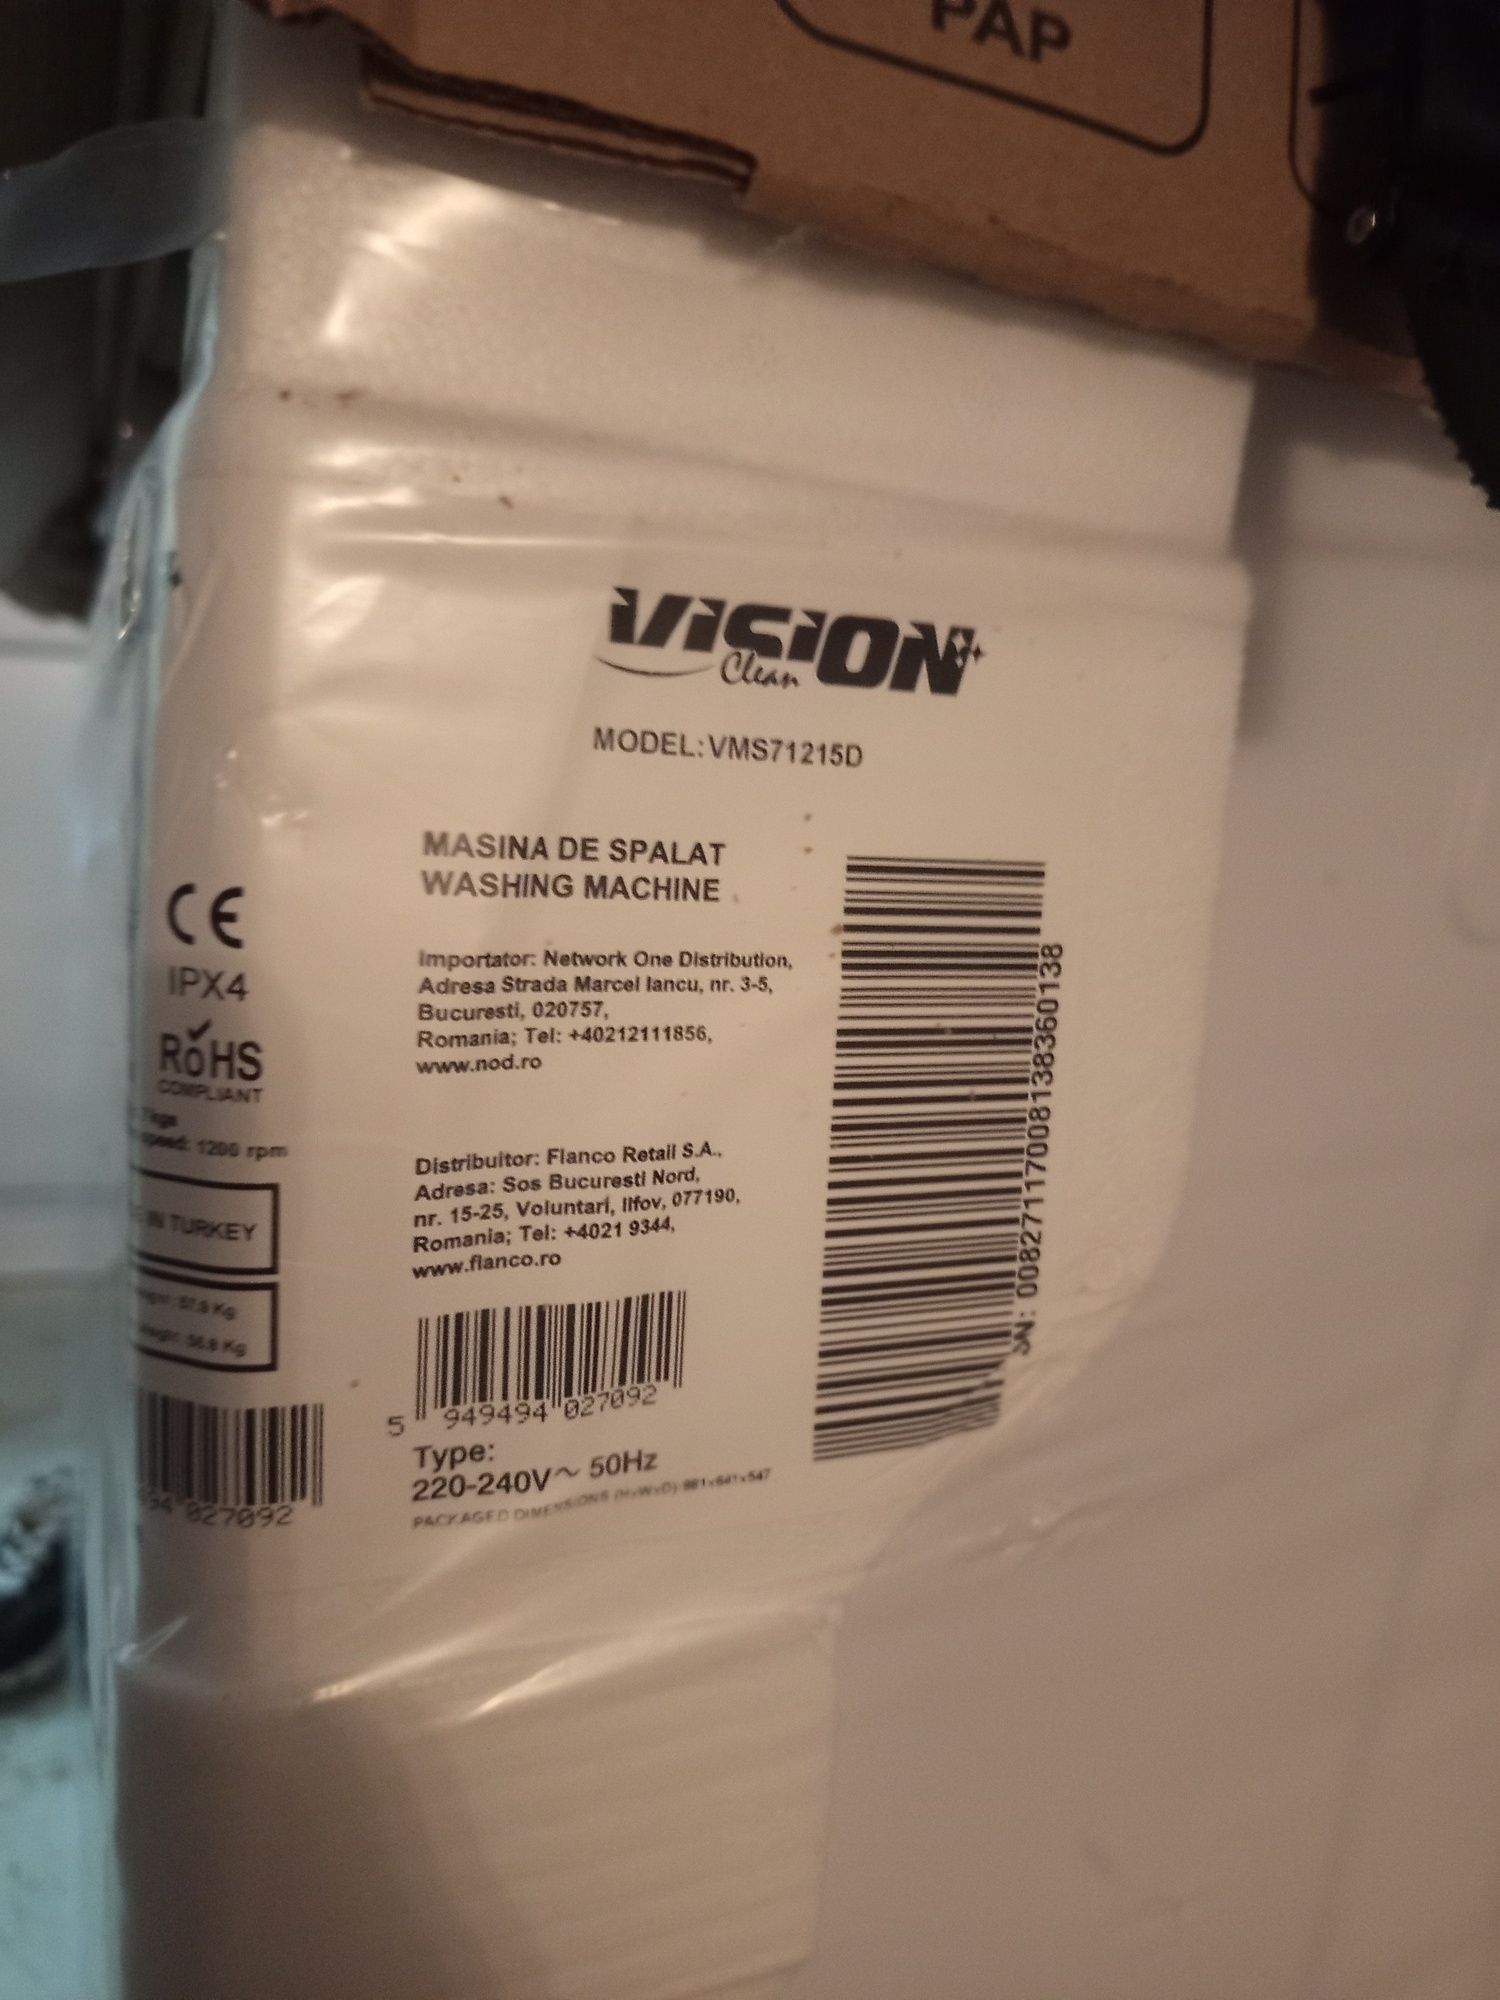 PAP
VISION
Clean
MODEL: VMS71215D
MASINA DE SPALAT
WASHING MACHINE
Importator: Network One Distribution,
Adresa Strada Marcel Iancu, nr. 3-5,
Bucuresti, 020757,
Romania; Tel: +40212111856,
www.nod.ro
Distribuitor: Flanco Retail S.A.,
Adresa: Sos Bucuresti Nord,
nr. 15-25, Voluntari, Ilfov, 077190,
Romania; Tel: +4021 9344,
www.flanco.ro
5 949494 027092
Type:
220-240V~ 50Hz
PACKAGED DIMENSIONS (HxWxD)
CE
IPX4
RoHS
COMPLIANT
1200 rpm
IN TURKEY
Kg
Kg
027092